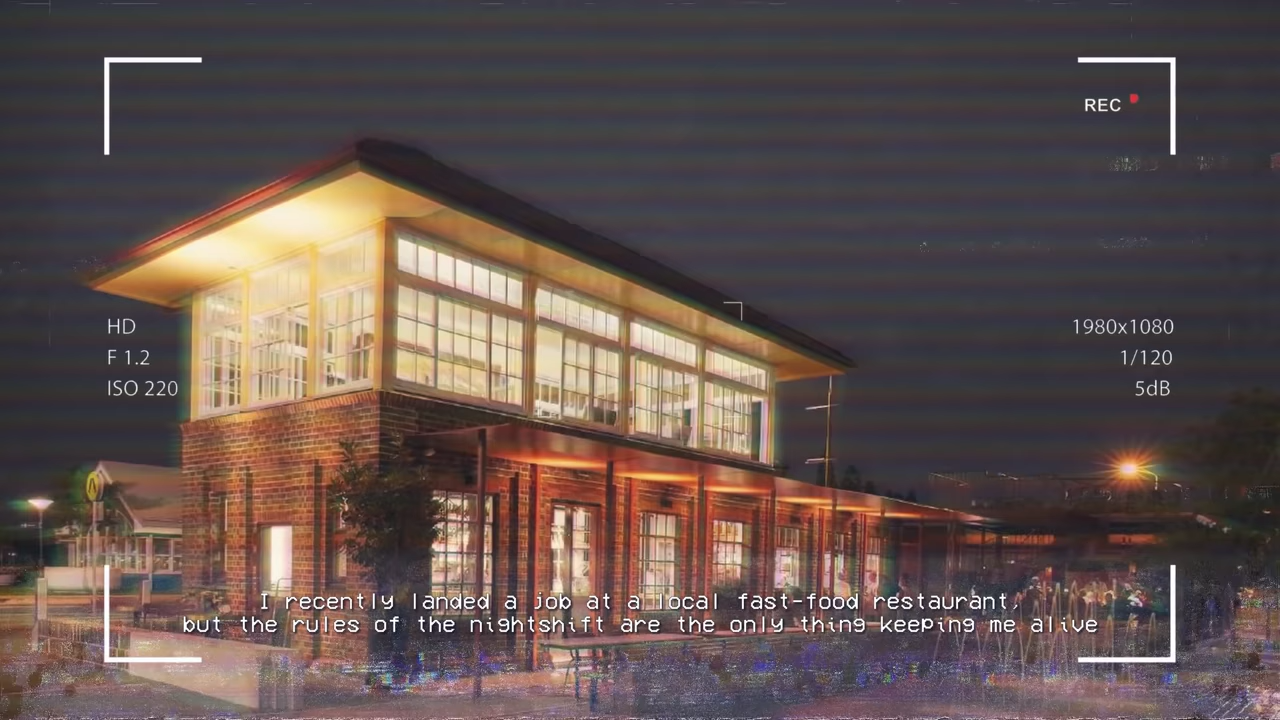 REC
HD
F 1.2
ISO 220
1980x1080
1/120
5dB
I recently landed a job at a local fast-food restaurant,
but the rules of the nightshift are the only thing keeping me alive